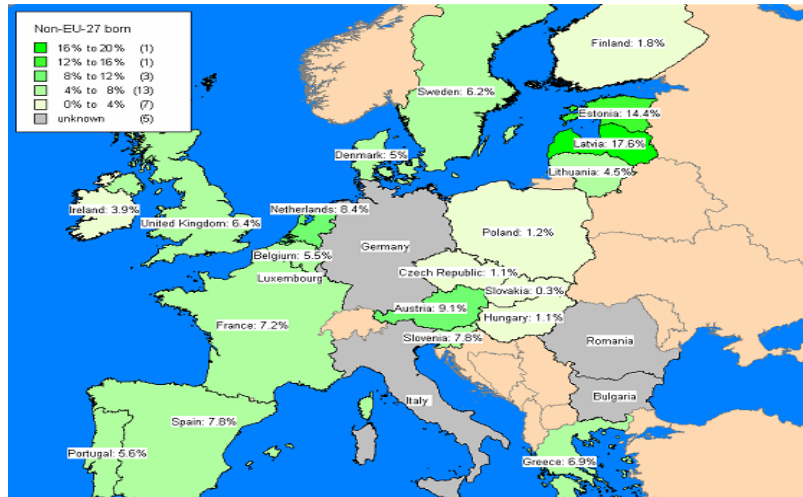 Non-EU-27 born
16% to 20% (1)
12% to 16% (1)
8% to 12% (3)
4% to 8% (13)
0% to 4% (7)
unknown (5)
Finland: 1.8%
Sweden: 6.2%
Estonia: 14.4%
Latvia: 17.6%
Denmark: 5%
Lithuania: 4.5%
Ireland: 3.9%
Netherlands: 8.4%
United Kingdom: 6.4%
Poland: 1.2%
Germany
Belgium: 5.5%
Czech Republic: 1.1%
Luxembourg
Slovakia: 0.3%
Austria: 9.1%
Hungary: 1.1%
France: 7.2%
Slovenia: 7.8%
Romania
Bulgaria
Italy
Spain: 7.8%
Portugal: 5.6%
Greece: 6.9%